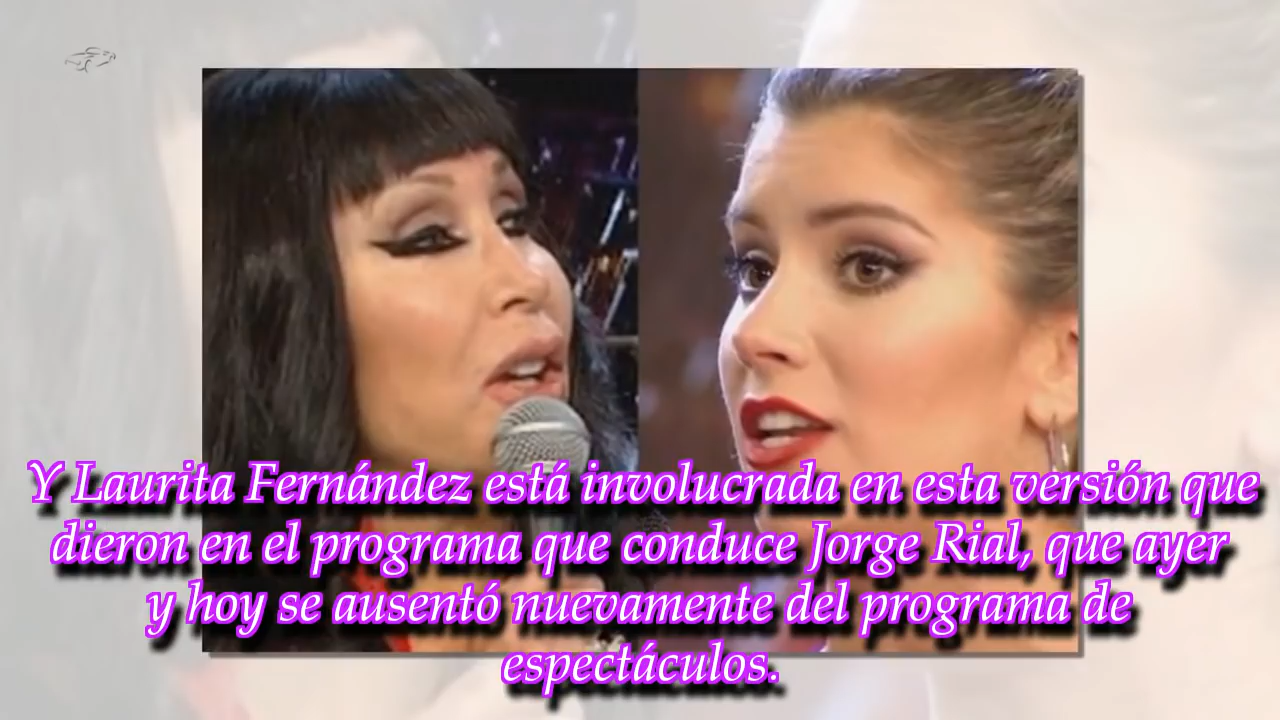 Y Laurita Fernández está involucrada en esta versión que
dieron en el programa que conduce Jorge Rial, que ayer
y hoy se ausentó nuevamente del programa de
espectáculos.